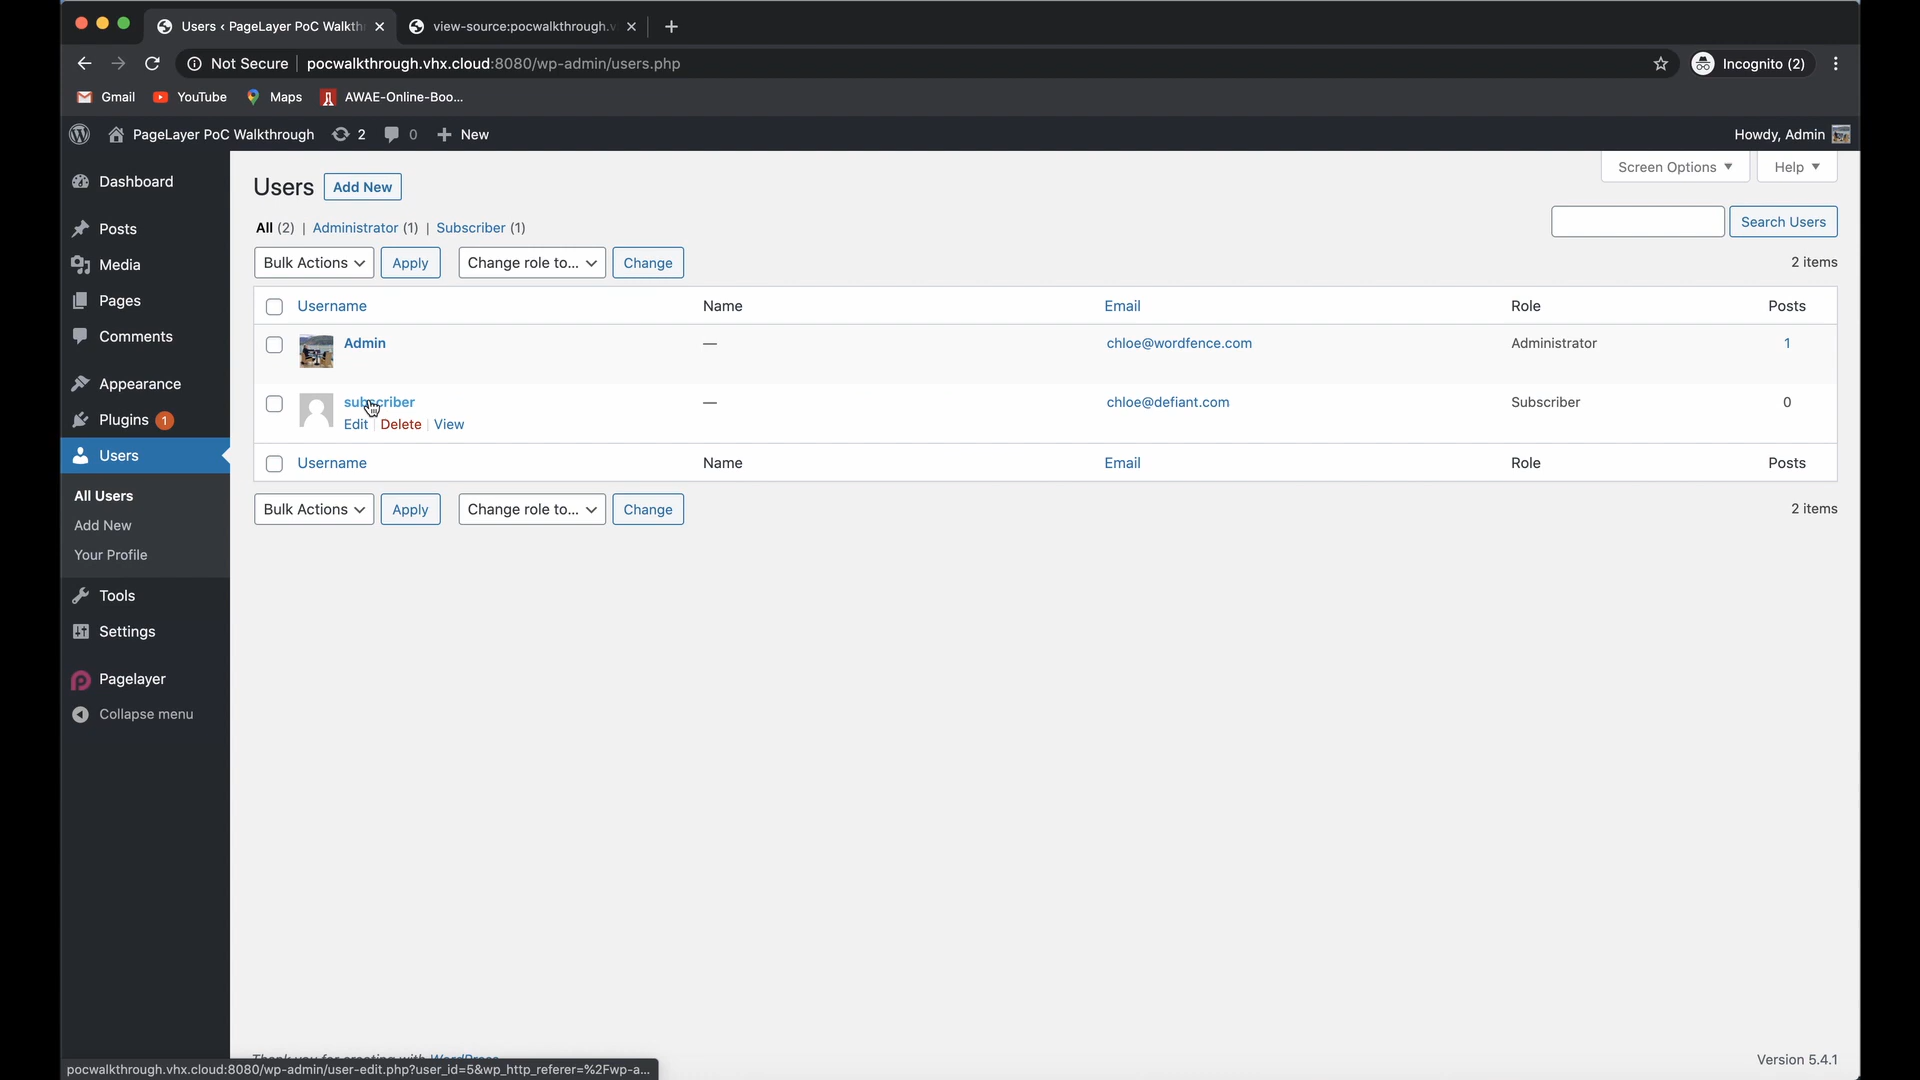 Users ‹ PageLayer PoC Walkth
view-source:pocwalkthrough.v
Not Secure | pocwalkthrough.vhx.cloud:8080/wp-admin/users.php
Incognito (2)
Gmail YouTube Maps AWAE-Online-Boo...
PageLayer PoC Walkthrough 2 0 New
Howdy, Admin
Dashboard
Posts
Media
Pages
Comments
Appearance
Plugins 1
Users
All Users
Add New
Your Profile
Tools
Settings
Pagelayer
Collapse menu
Screen Options Help
Users Add New
All (2) | Administrator (1) | Subscriber (1)
Search Users
Bulk Actions Apply Change role to... Change
2 items
Username Name Email Role Posts
Admin — chloe@wordfence.com Administrator 1
subscriber — chloe@defiant.com Subscriber 0
Edit | Delete | View
Username Name Email Role Posts
Bulk Actions Apply Change role to... Change
2 items
Thank you for creating with WordPress
Version 5.4.1
pocwalkthrough.vhx.cloud:8080/wp-admin/user-edit.php?user_id=5&wp_http_referer=%2Fwp-a...